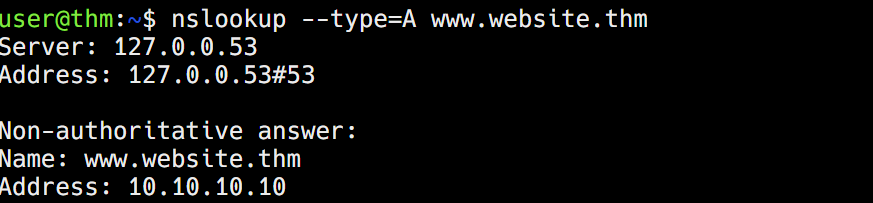 user@thm:~$ nslookup --type=A www.website.thm
Server: 127.0.0.53
Address: 127.0.0.53#53
Non-authoritative answer:
Name: www.website.thm
Address: 10.10.10.10